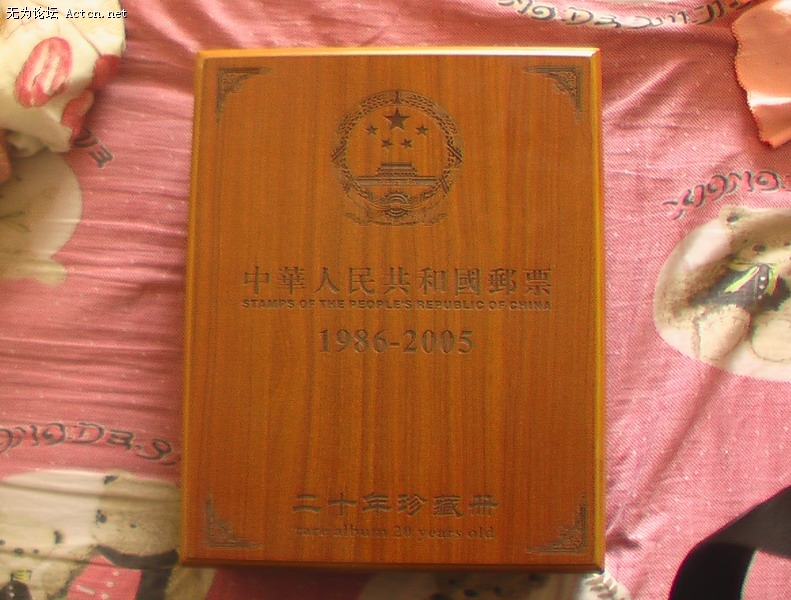 无为论坛 Actcn.net
中華人民共和國郵票
STAMPS OF THE PEOPLE'S REPUBLIC OF CHINA
1986-2005
二十年珍藏册
rare album 20 years old